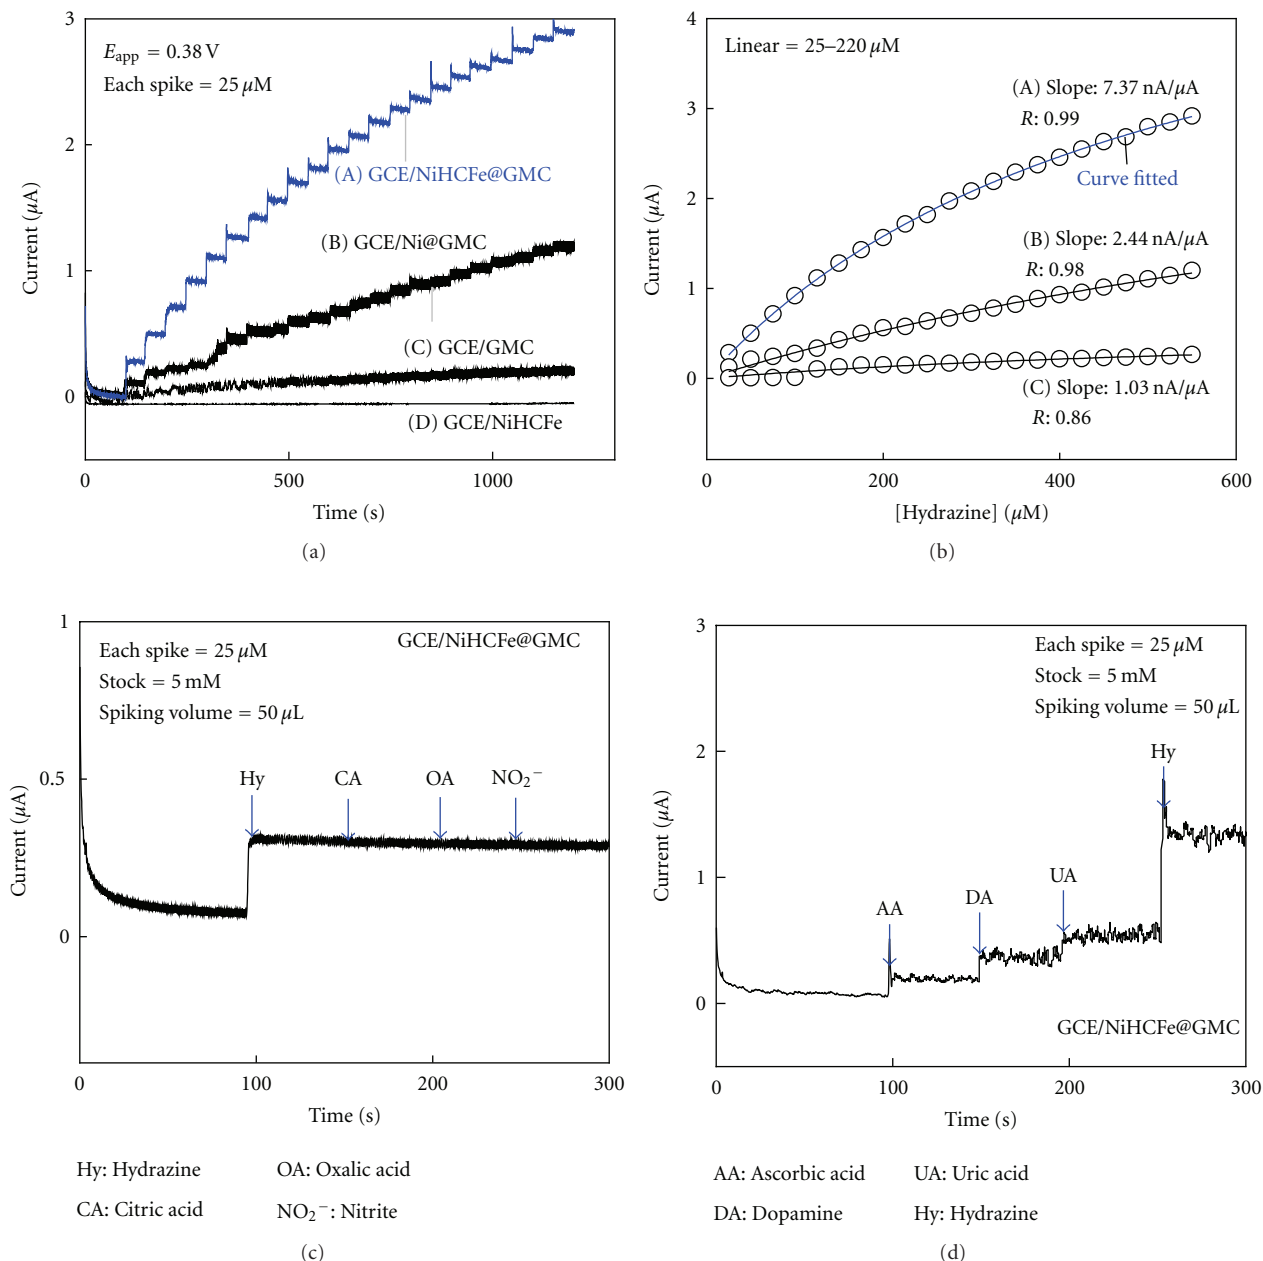 3
2
1
0
Current (μA)
E_app = 0.38 V
Each spike = 25 μM
(A) GCE/NiHCFe@GMC
(B) GCE/Ni@GMC
(C) GCE/GMC
(D) GCE/NiHCFe
0 500 1000
Time (s)
(a)
4
3
2
1
0
Current (μA)
Linear = 25–220 μM
(A) Slope: 7.37 nA/μA
R: 0.99
Curve fitted
(B) Slope: 2.44 nA/μA
R: 0.98
(C) Slope: 1.03 nA/μA
R: 0.86
0 200 400 600
[Hydrazine] (μM)
(b)
1
0.5
0
Current (μA)
GCE/NiHCFe@GMC
Each spike = 25 μM
Stock = 5 mM
Spiking volume = 50 μL
Hy CA OA NO₂⁻
0 100 200 300
Time (s)
Hy: Hydrazine OA: Oxalic acid
CA: Citric acid NO₂⁻: Nitrite
(c)
3
2
1
0
Current (μA)
Each spike = 25 μM
Stock = 5 mM
Spiking volume = 50 μL
Hy
UA
DA
AA
GCE/NiHCFe@GMC
0 100 200 300
Time (s)
AA: Ascorbic acid UA: Uric acid
DA: Dopamine Hy: Hydrazine
(d)